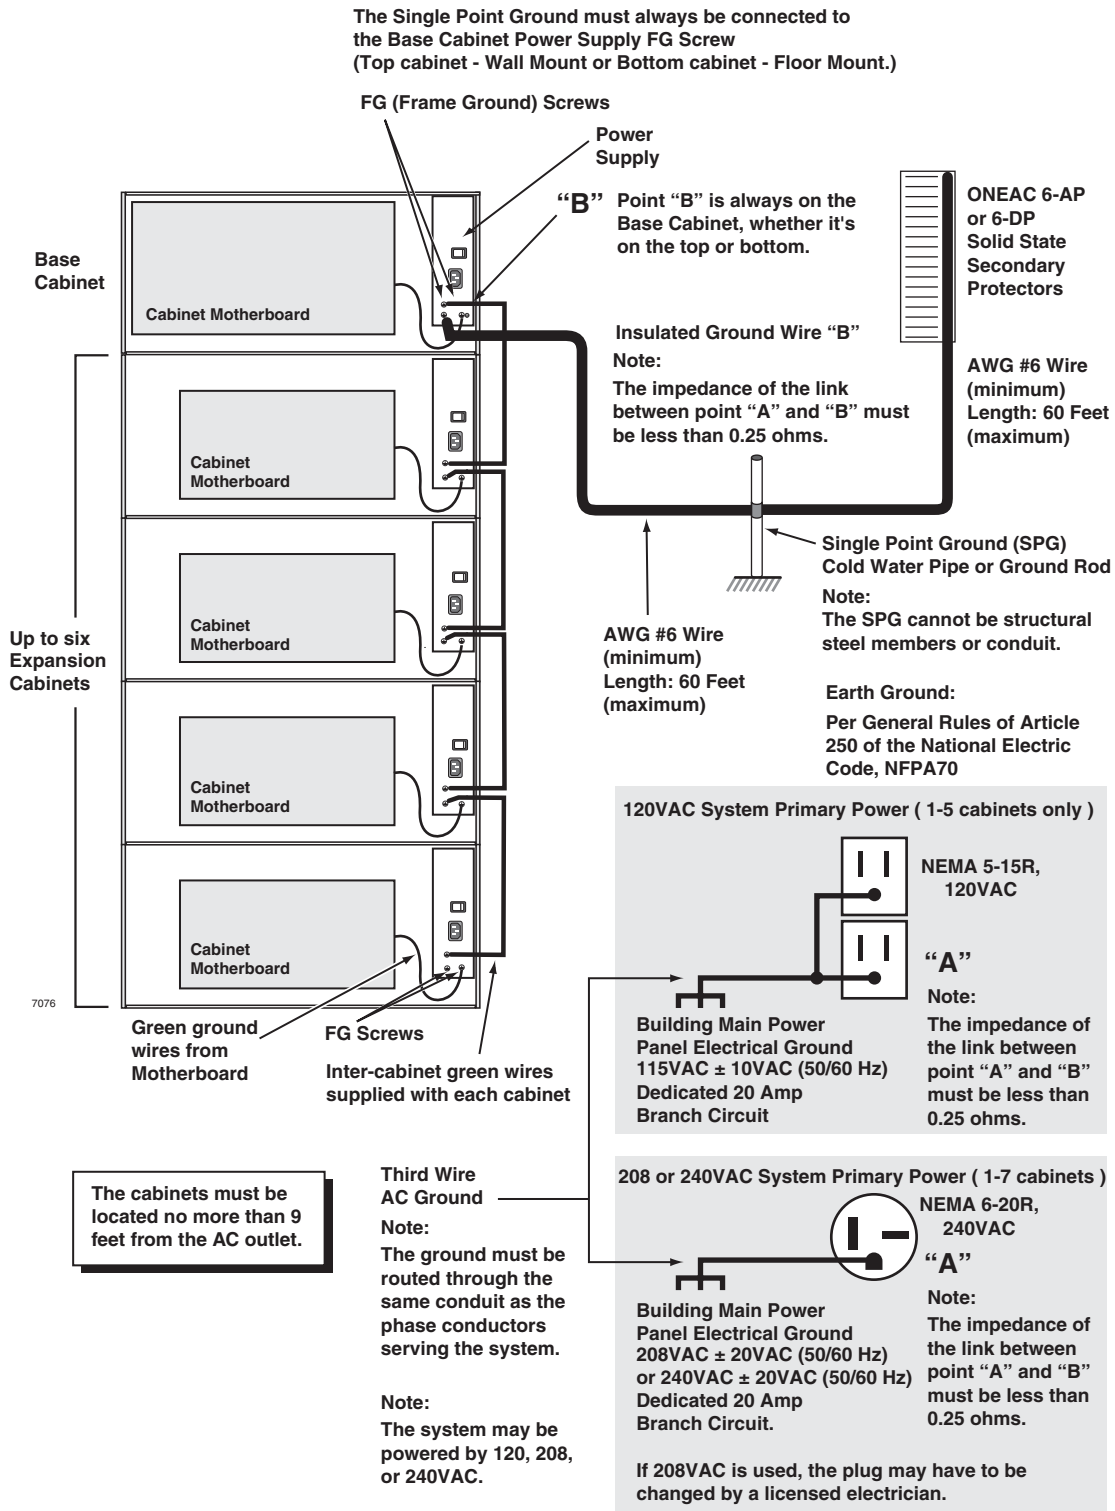 The Single Point Ground must always be connected to
the Base Cabinet Power Supply FG Screw
(Top cabinet - Wall Mount or Bottom cabinet - Floor Mount.)
FG (Frame Ground) Screws
Power
Supply
“B”
Point “B” is always on the
Base Cabinet, whether it's
on the top or bottom.
ONEAC 6-AP
or 6-DP
Solid State
Secondary
Protectors
Base
Cabinet
Cabinet Motherboard
Insulated Ground Wire “B”
Note:
The impedance of the link
between point “A” and “B” must
be less than 0.25 ohms.
AWG #6 Wire
(minimum)
Length: 60 Feet
(maximum)
Cabinet
Motherboard
Single Point Ground (SPG)
Cold Water Pipe or Ground Rod
Note:
The SPG cannot be structural
steel members or conduit.
Cabinet
Motherboard
Up to six
Expansion
Cabinets
AWG #6 Wire
(minimum)
Length: 60 Feet
(maximum)
Earth Ground:
Per General Rules of Article
250 of the National Electric
Code, NFPA70
Cabinet
Motherboard
120VAC System Primary Power ( 1-5 cabinets only )
NEMA 5-15R,
120VAC
Cabinet
Motherboard
“A”
Note:
The impedance of
the link between
point “A” and “B”
must be less than
0.25 ohms.
7076
Green ground
wires from
Motherboard
FG Screws
Inter-cabinet green wires
supplied with each cabinet
Building Main Power
Panel Electrical Ground
115VAC ± 10VAC (50/60 Hz)
Dedicated 20 Amp
Branch Circuit
The cabinets must be
located no more than 9
feet from the AC outlet.
Third Wire
AC Ground
Note:
The ground must be
routed through the
same conduit as the
phase conductors
serving the system.
Note:
The system may be
powered by 120, 208,
or 240VAC.
208 or 240VAC System Primary Power ( 1-7 cabinets )
NEMA 6-20R,
240VAC
“A”
Note:
The impedance of
the link between
point “A” and “B”
must be less than
0.25 ohms.
Building Main Power
Panel Electrical Ground
208VAC ± 20VAC (50/60 Hz)
or 240VAC ± 20VAC (50/60 Hz)
Dedicated 20 Amp
Branch Circuit.
If 208VAC is used, the plug may have to be
changed by a licensed electrician.